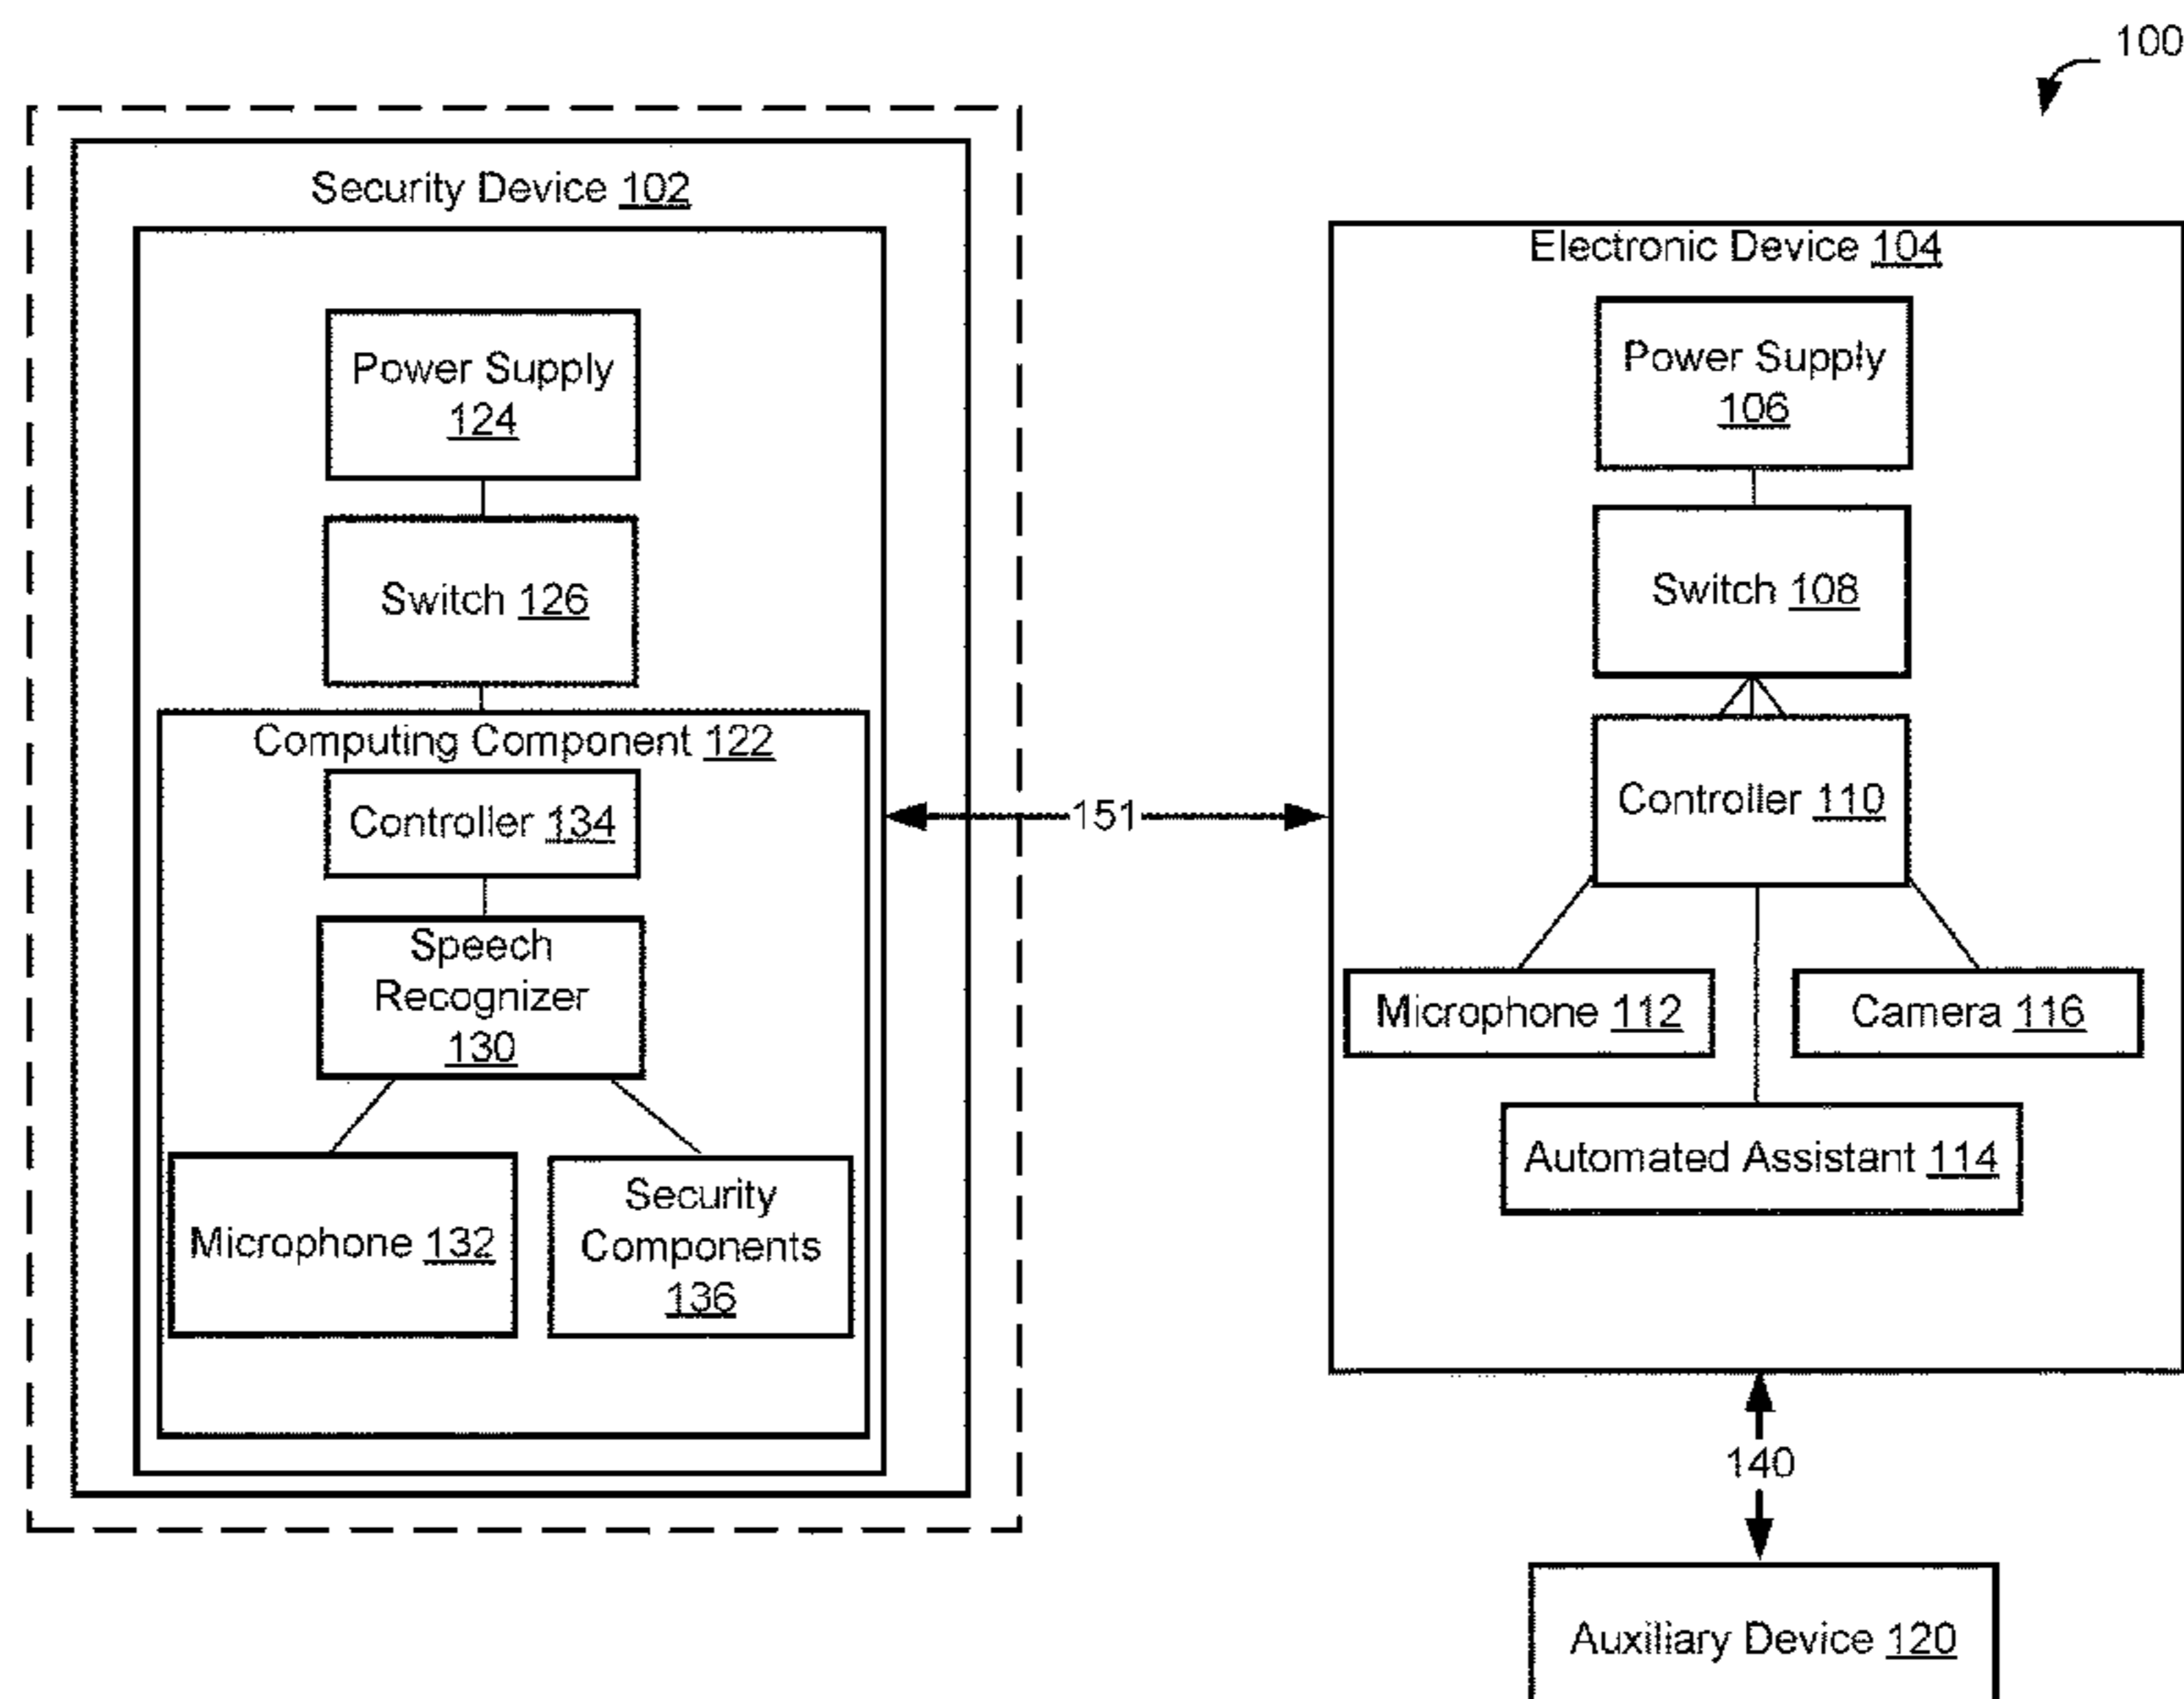 100
Security Device 102
Power Supply
124
Switch 126
Computing Component 122
Controller 134
Speech
Recognizer
130
Microphone 132
Security
Components
136
151
Electronic Device 104
Power Supply
106
Switch 108
Controller 110
Microphone 112
Camera 116
Automated Assistant 114
140
Auxiliary Device 120